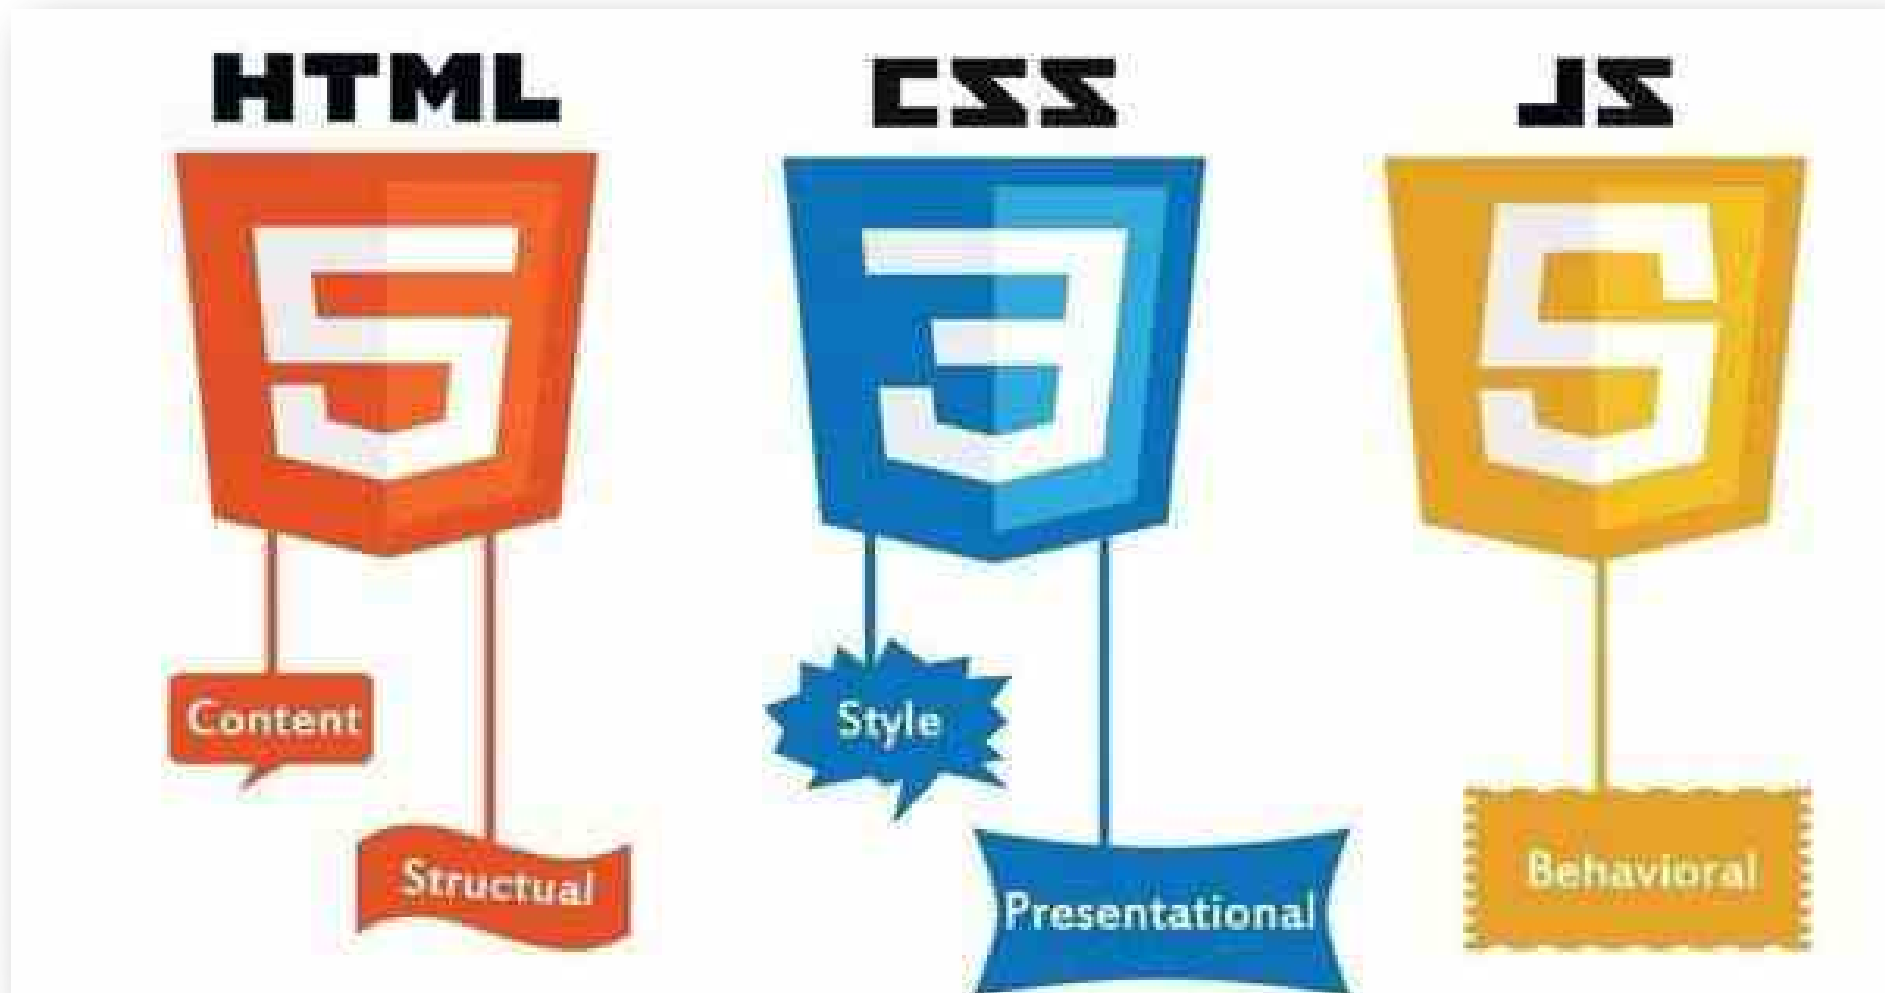 HTML
CSS
JS
5
3
5
Content
Structual
Style
Presentational
Behavioral